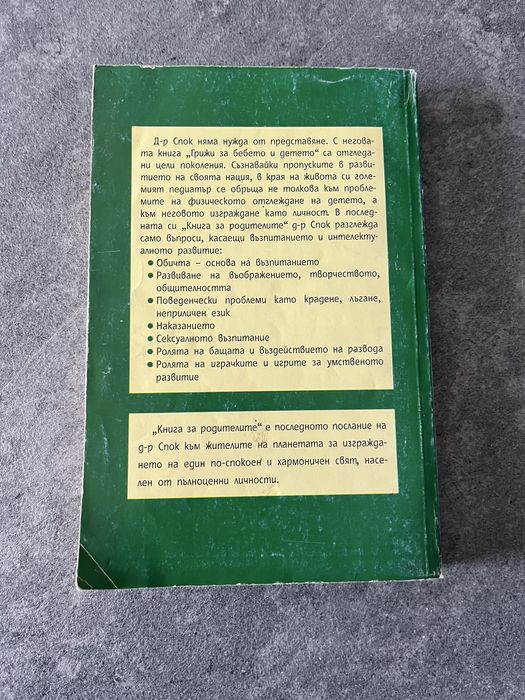 Д-р Спок няма нужда от представяне. С негова-
та книга „Грижи за бебето и детето“ са отгледа-
ни цели поколения. Съзнавайки пропуските в разви-
тието на своята нация, в края на живота си голе-
мият педиатър се обръща не толкова към пробле-
мите на физическото отглеждане на детето, а
към неговото изграждане като личност. В послед-
ната си „Книга за родителите“ д-р Спок разглежда
само въпроси, касаещи възпитанието и интелекту-
алното развитие:
• Обичта – основа на възпитанието
• Развиване на въображението, творчеството,
общителността
• Поведенчески проблеми като крадене, лъгане,
неприличен език
• Наказанието
• Сексуалното възпитание
• Ролята на бащата и въздействието на развода
• Ролята на играчките и игрите за умственото
развитие
„Книга за родителите“ е последното послание на
д-р Спок към жителите на планетата за изгражда-
нето на един по-спокоен и хармоничен свят, насе-
лен от пълноценни личности.